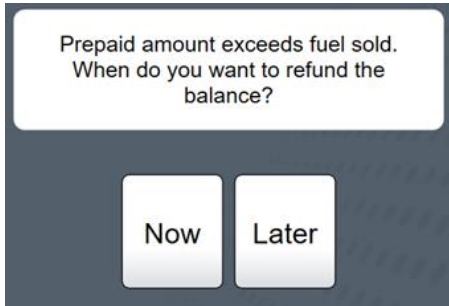 Prepaid amount exceeds fuel sold.
When do you want to refund the
balance?
Now
Later